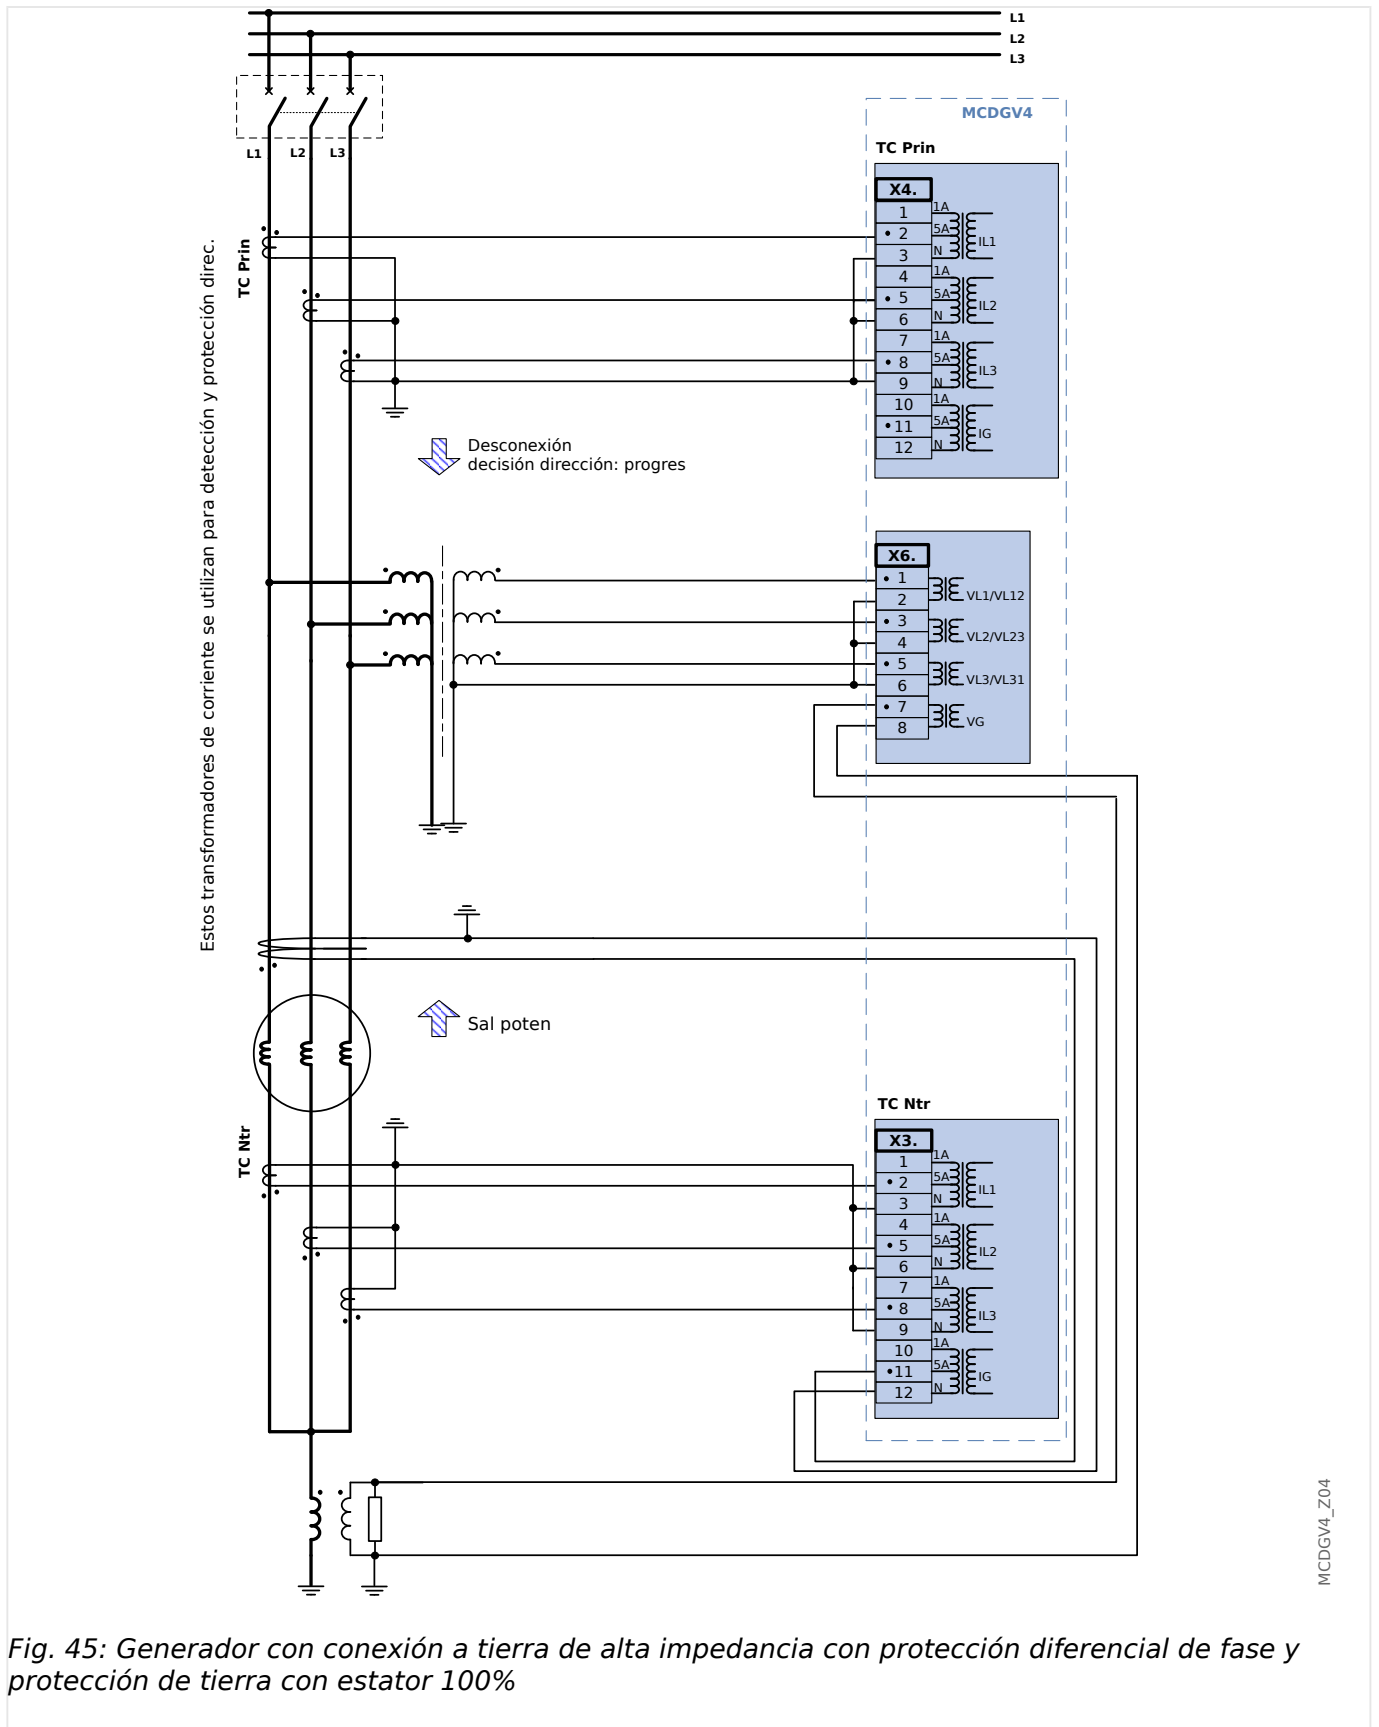 L1
L2
L3
L1
L2
L3
MCDGV4
TC Prin
X4.
1
2
3
4
5
6
7
8
9
10
11
12
1A
5A
N
IL1
1A
5A
N
IL2
1A
5A
N
IL3
1A
5A
N
IG
TC Prin
Estos transformadores de corriente se utilizan para detección y protección direc.
Desconexión
decisión dirección: progres
X6.
1
2
3
4
5
6
7
8
VL1/VL12
VL2/VL23
VL3/VL31
VG
Sal poten
TC Ntr
TC Ntr
X3.
1
2
3
4
5
6
7
8
9
10
11
12
1A
5A
N
IL1
1A
5A
N
IL2
1A
5A
N
IL3
1A
5A
N
IG
MCDGV4_Z04
Fig. 45: Generador con conexión a tierra de alta impedancia con protección diferencial de fase y
protección de tierra con estator 100%